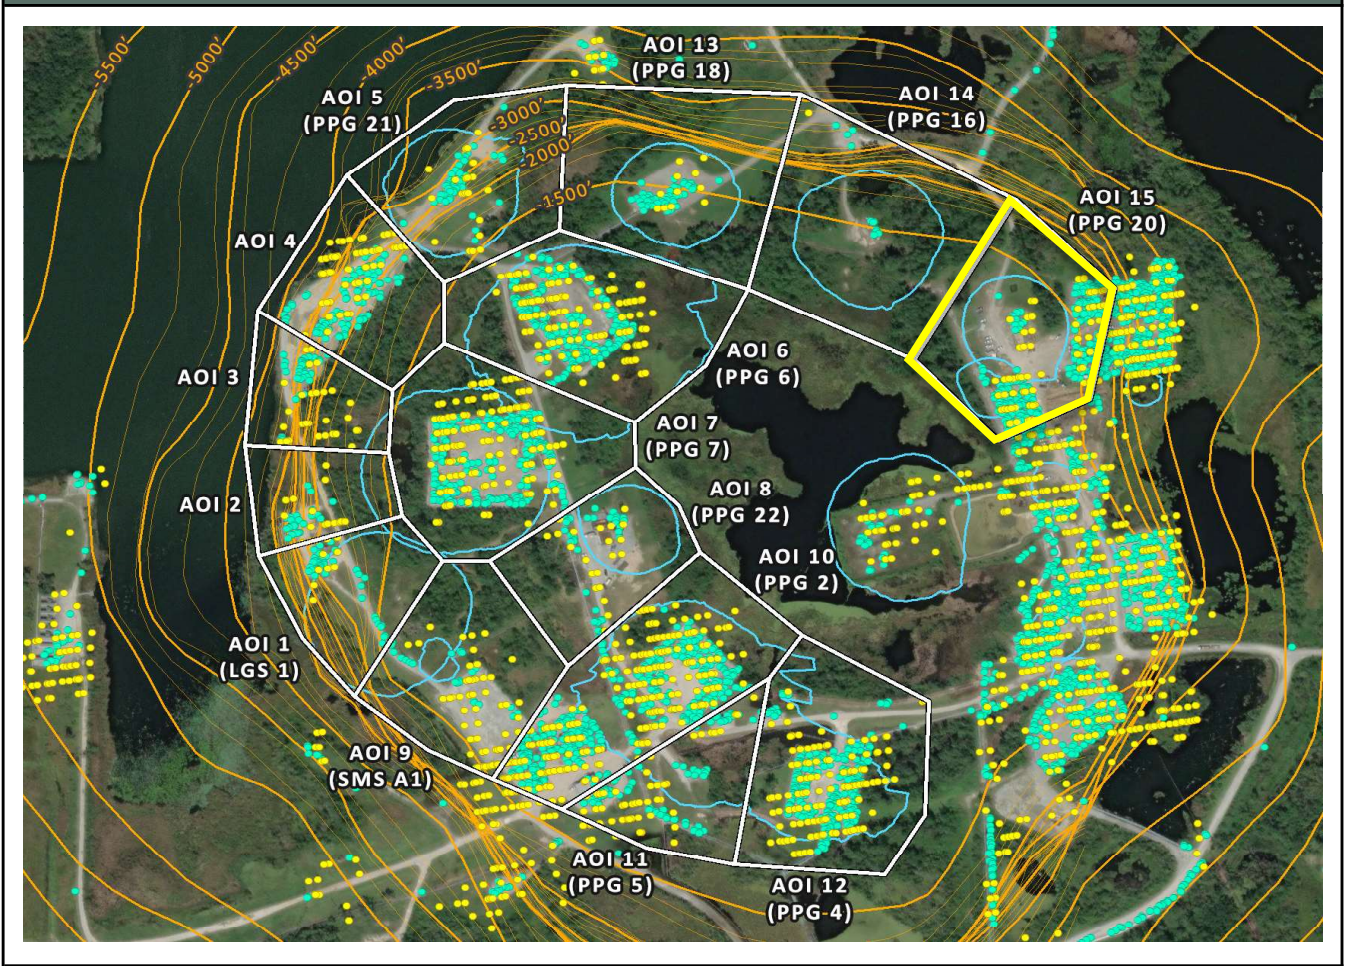 -5500'
-5000'
-4500'
-4000'
-3500'
-3000'
-2500'
-2000'
-1500'
AOI 13
(PPG 18)
AOI 5
(PPG 21)
AOI 14
(PPG 16)
AOI 15
(PPG 20)
AOI 4
AOI 3
AOI 6
(PPG 6)
AOI 7
(PPG 7)
AOI 2
AOI 8
(PPG 22)
AOI 10
(PPG 2)
AOI 1
(LGS 1)
AOI 9
(SMS A1)
AOI 11
(PPG 5)
AOI 12
(PPG 4)